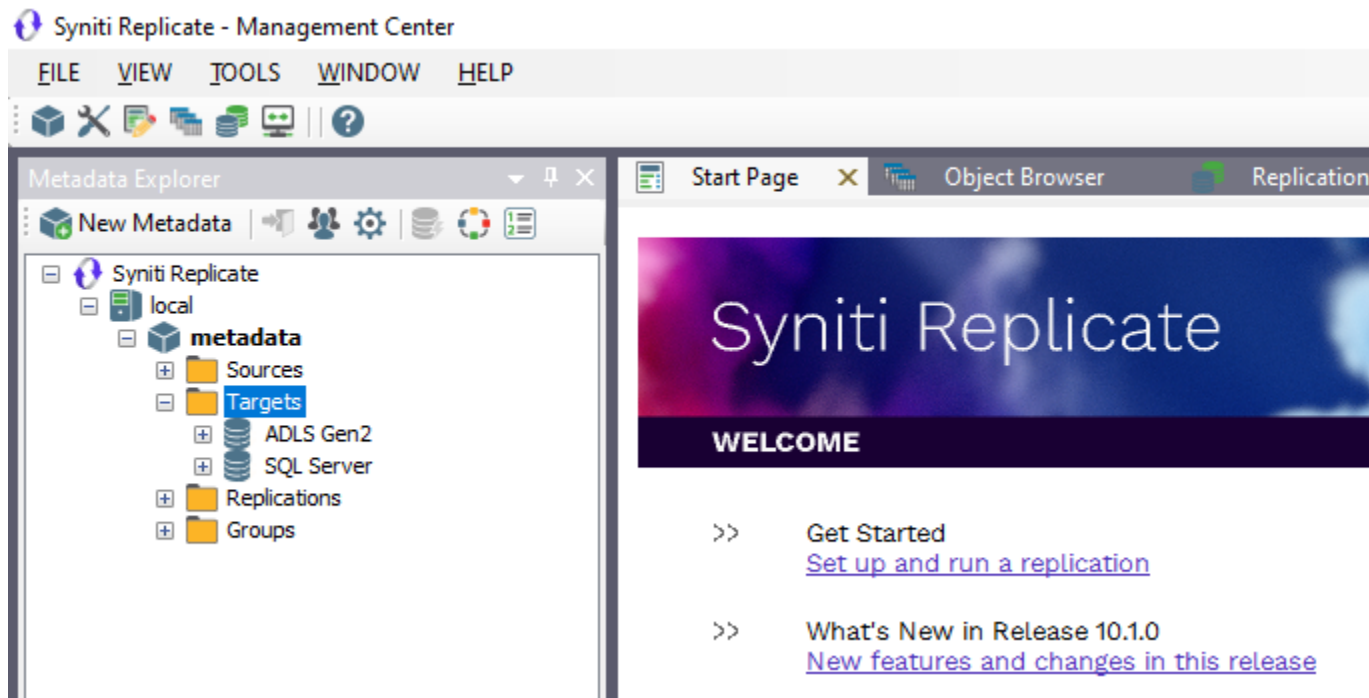 Syniti Replicate - Management Center
FILE VIEW TOOLS WINDOW HELP
Metadata Explorer
New Metadata
Syniti Replicate
local
metadata
Sources
Targets
ADLS Gen2
SQL Server
Replications
Groups
Start Page Object Browser Replication
Syniti Replicate
WELCOME
>> Get Started
Set up and run a replication
>> What's New in Release 10.1.0
New features and changes in this release